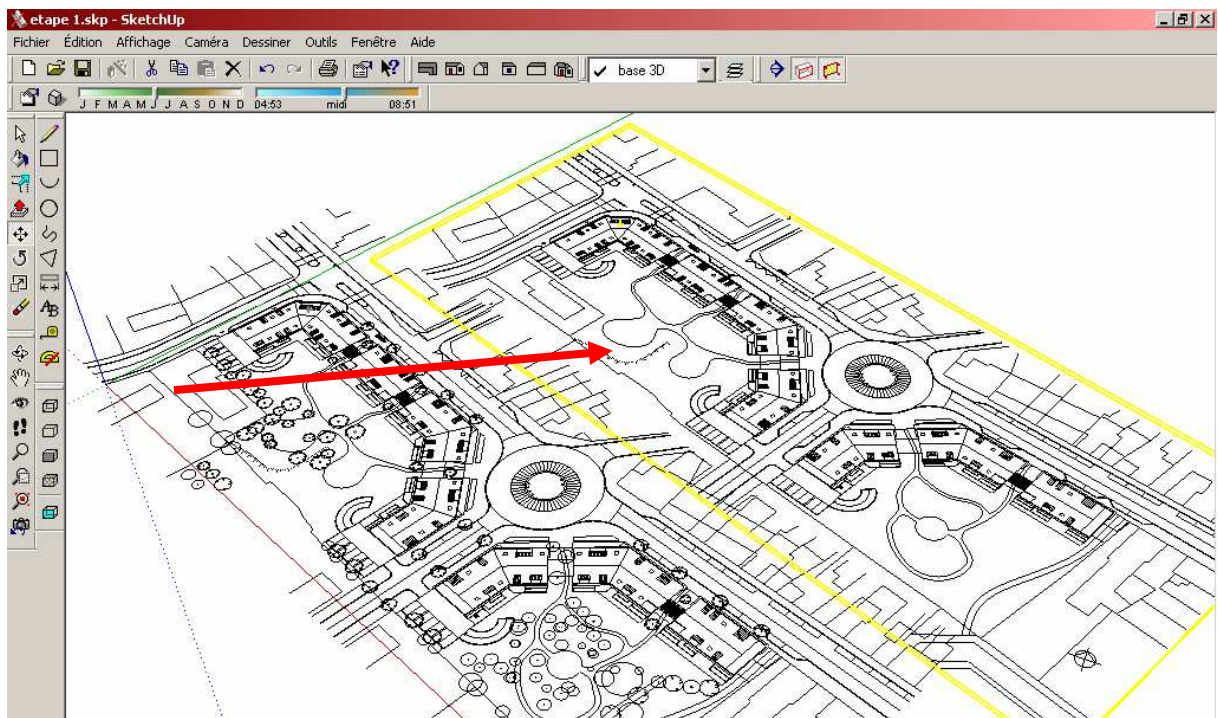 etape 1.skp - SketchUp
Fichier Édition Affichage Caméra Dessiner Outils Fenêtre Aide
base 3D
J F M A M J J A S O N D 04:53 midi 08:51